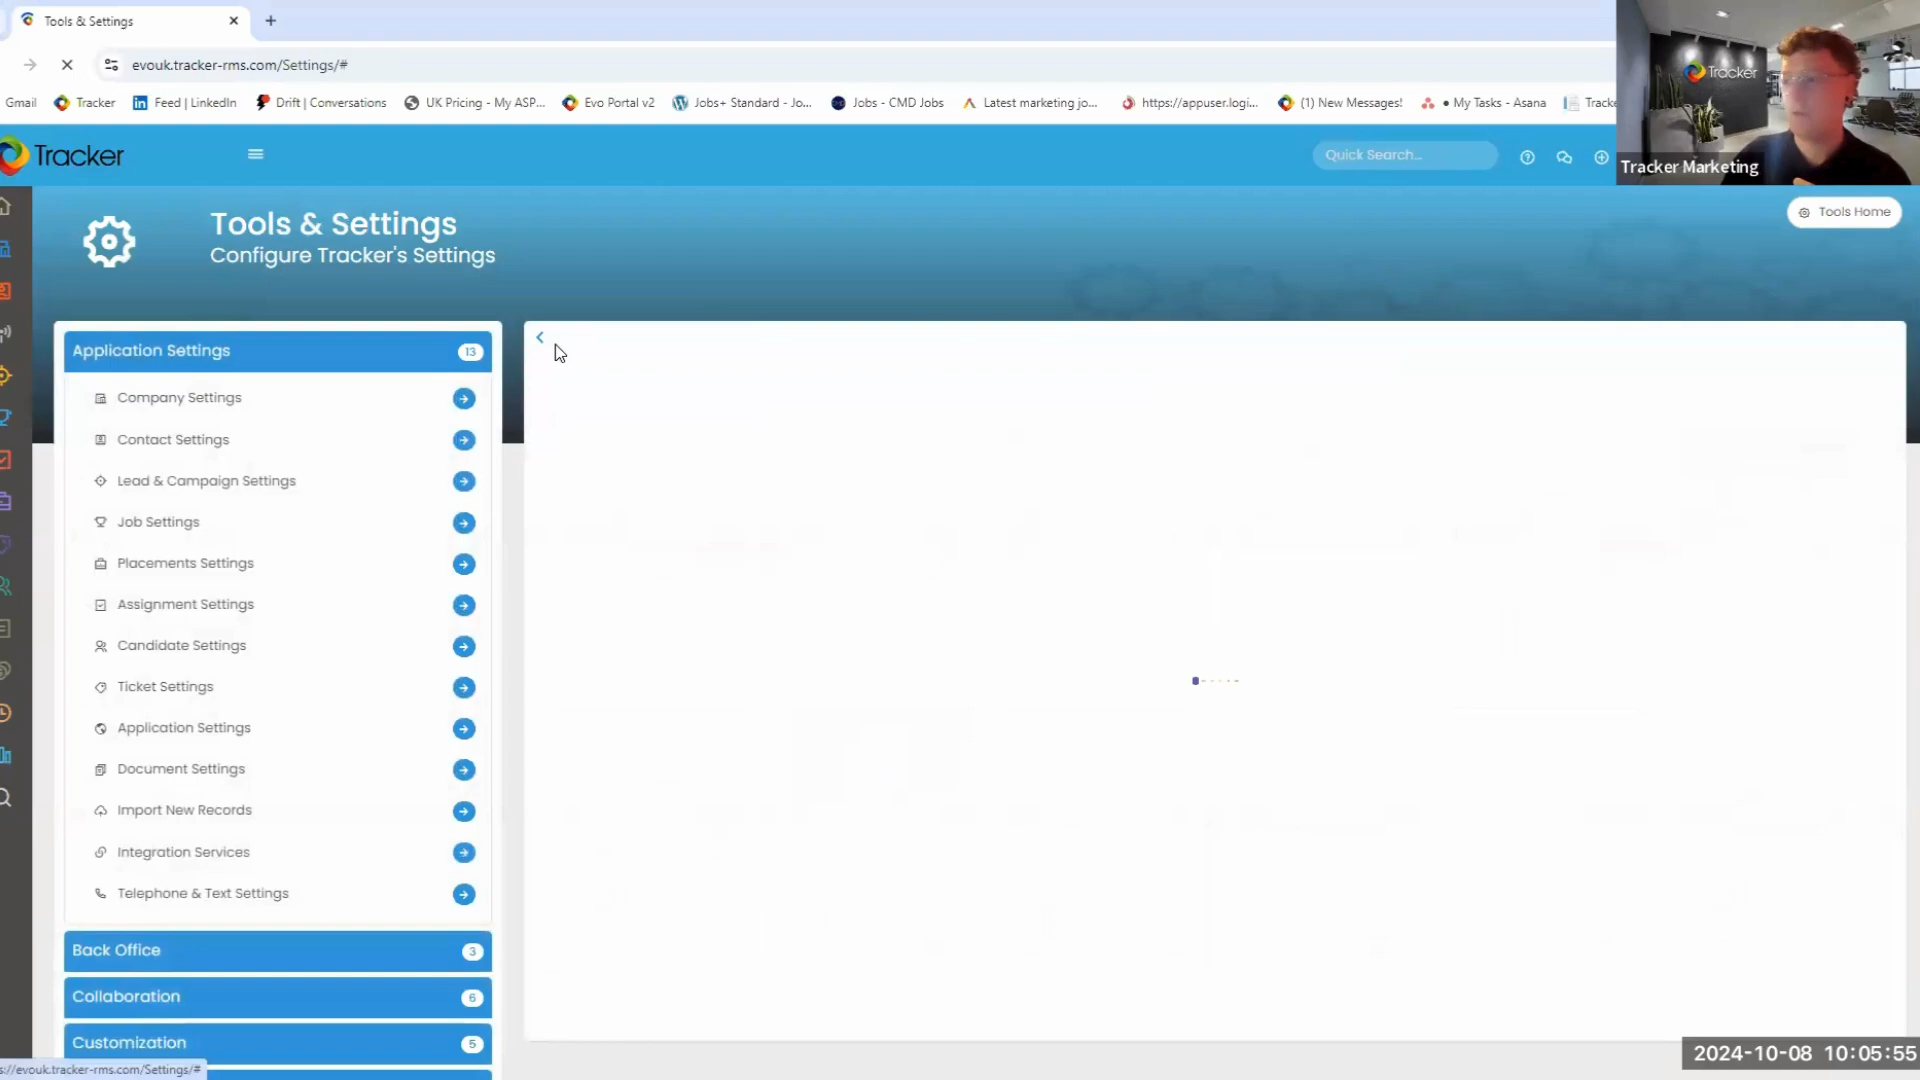 Tools & Settings
evouk.tracker-rms.com/Settings/#
Gmail
Tracker
Feed | LinkedIn
Drift | Conversations
UK Pricing - My ASP...
Evo Portal v2
Jobs+ Standard - Jo...
Jobs - CMD Jobs
Latest marketing jo...
https://appuser.logi...
(1) New Messages!
• My Tasks - Asana
Tracke
Tracker
Tracker Marketing
Tracker
Quick Search...
Tools & Settings
Configure Tracker's Settings
Tools Home
Application Settings 13
Company Settings
Contact Settings
Lead & Campaign Settings
Job Settings
Placements Settings
Assignment Settings
Candidate Settings
Ticket Settings
Application Settings
Document Settings
Import New Records
Integration Services
Telephone & Text Settings
Back Office 3
Collaboration 6
Customization 5
s://evouk.tracker-rms.com/Settings/#
2024-10-08 10:05:55